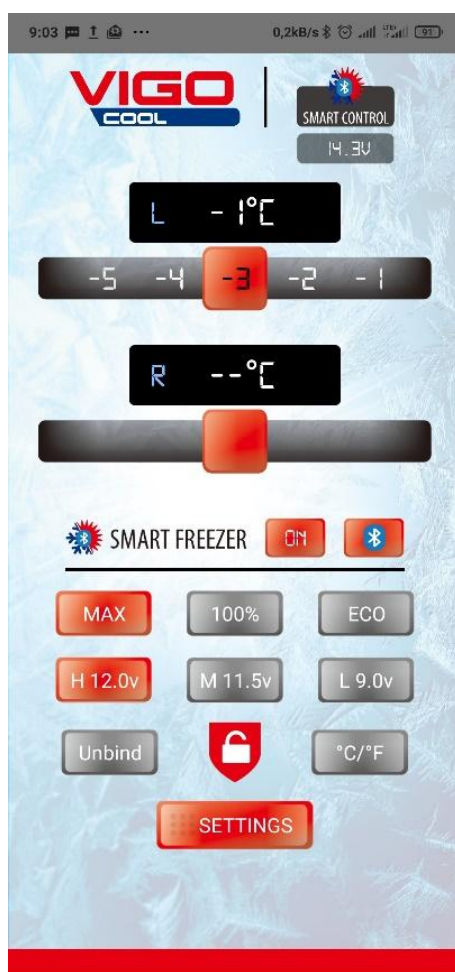 9:03 ... 0,2kB/s 91
VIGO
COOL
SMART CONTROL
14.3V
L -1°C
-5 -4 -3 -2 -1
R --°C
SMART FREEZER ON
MAX 100% ECO
H 12.0v M 11.5v L 9.0v
Unbind °C/°F
SETTINGS